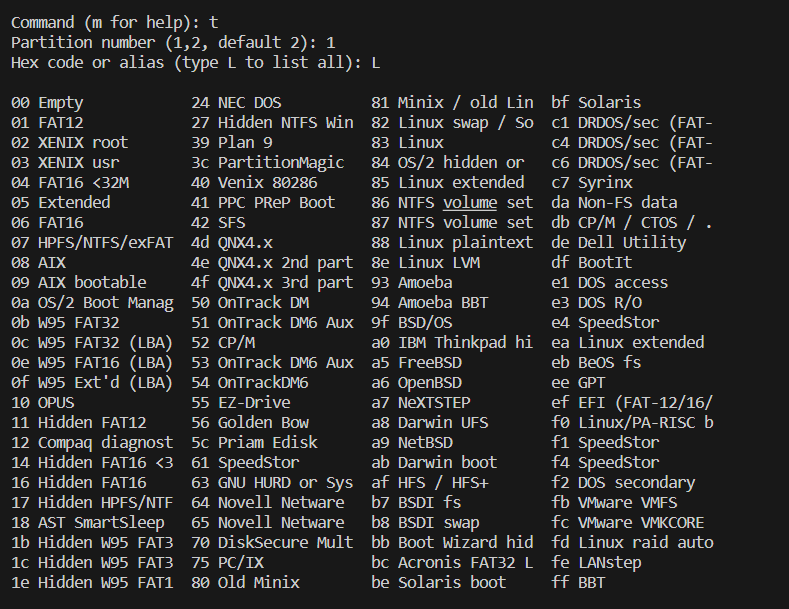 Command (m for help): t
Partition number (1,2, default 2): 1
Hex code or alias (type L to list all): L
00 Empty 24 NEC DOS 81 Minix / old Lin bf Solaris
01 FAT12 27 Hidden NTFS Win 82 Linux swap / So c1 DRDOS/sec (FAT-
02 XENIX root 39 Plan 9 83 Linux c4 DRDOS/sec (FAT-
03 XENIX usr 3c PartitionMagic 84 OS/2 hidden or c6 DRDOS/sec (FAT-
04 FAT16 <32M 40 Venix 80286 85 Linux extended c7 Syrinx
05 Extended 41 PPC PReP Boot 86 NTFS volume set da Non-FS data
06 FAT16 42 SFS 87 NTFS volume set db CP/M / CTOS / .
07 HPFS/NTFS/exFAT 4d QNX4.x 88 Linux plaintext de Dell Utility
08 AIX 4e QNX4.x 2nd part 8e Linux LVM df BootIt
09 AIX bootable 4f QNX4.x 3rd part 93 Amoeba e1 DOS access
0a OS/2 Boot Manag 50 OnTrack DM 94 Amoeba BBT e3 DOS R/O
0b W95 FAT32 51 OnTrack DM6 Aux 9f BSD/OS e4 SpeedStor
0c W95 FAT32 (LBA) 52 CP/M a0 IBM Thinkpad hi ea Linux extended
0e W95 FAT16 (LBA) 53 OnTrack DM6 Aux a5 FreeBSD eb BeOS fs
0f W95 Ext'd (LBA) 54 OnTrackDM6 a6 OpenBSD ee GPT
10 OPUS 55 EZ-Drive a7 NeXTSTEP ef EFI (FAT-12/16/
11 Hidden FAT12 56 Golden Bow a8 Darwin UFS f0 Linux/PA-RISC b
12 Compaq diagnost 5c Priam Edisk a9 NetBSD f1 SpeedStor
14 Hidden FAT16 <3 61 SpeedStor ab Darwin boot f4 SpeedStor
16 Hidden FAT16 63 GNU HURD or Sys af HFS / HFS+ f2 DOS secondary
17 Hidden HPFS/NTF 64 Novell Netware b7 BSDI fs fb VMware VMFS
18 AST SmartSleep 65 Novell Netware b8 BSDI swap fc VMware VMKCORE
1b Hidden W95 FAT3 70 DiskSecure Mult bb Boot Wizard hid fd Linux raid auto
1c Hidden W95 FAT3 75 PC/IX bc Acronis FAT32 L fe LANstep
1e Hidden W95 FAT1 80 Old Minix be Solaris boot ff BBT